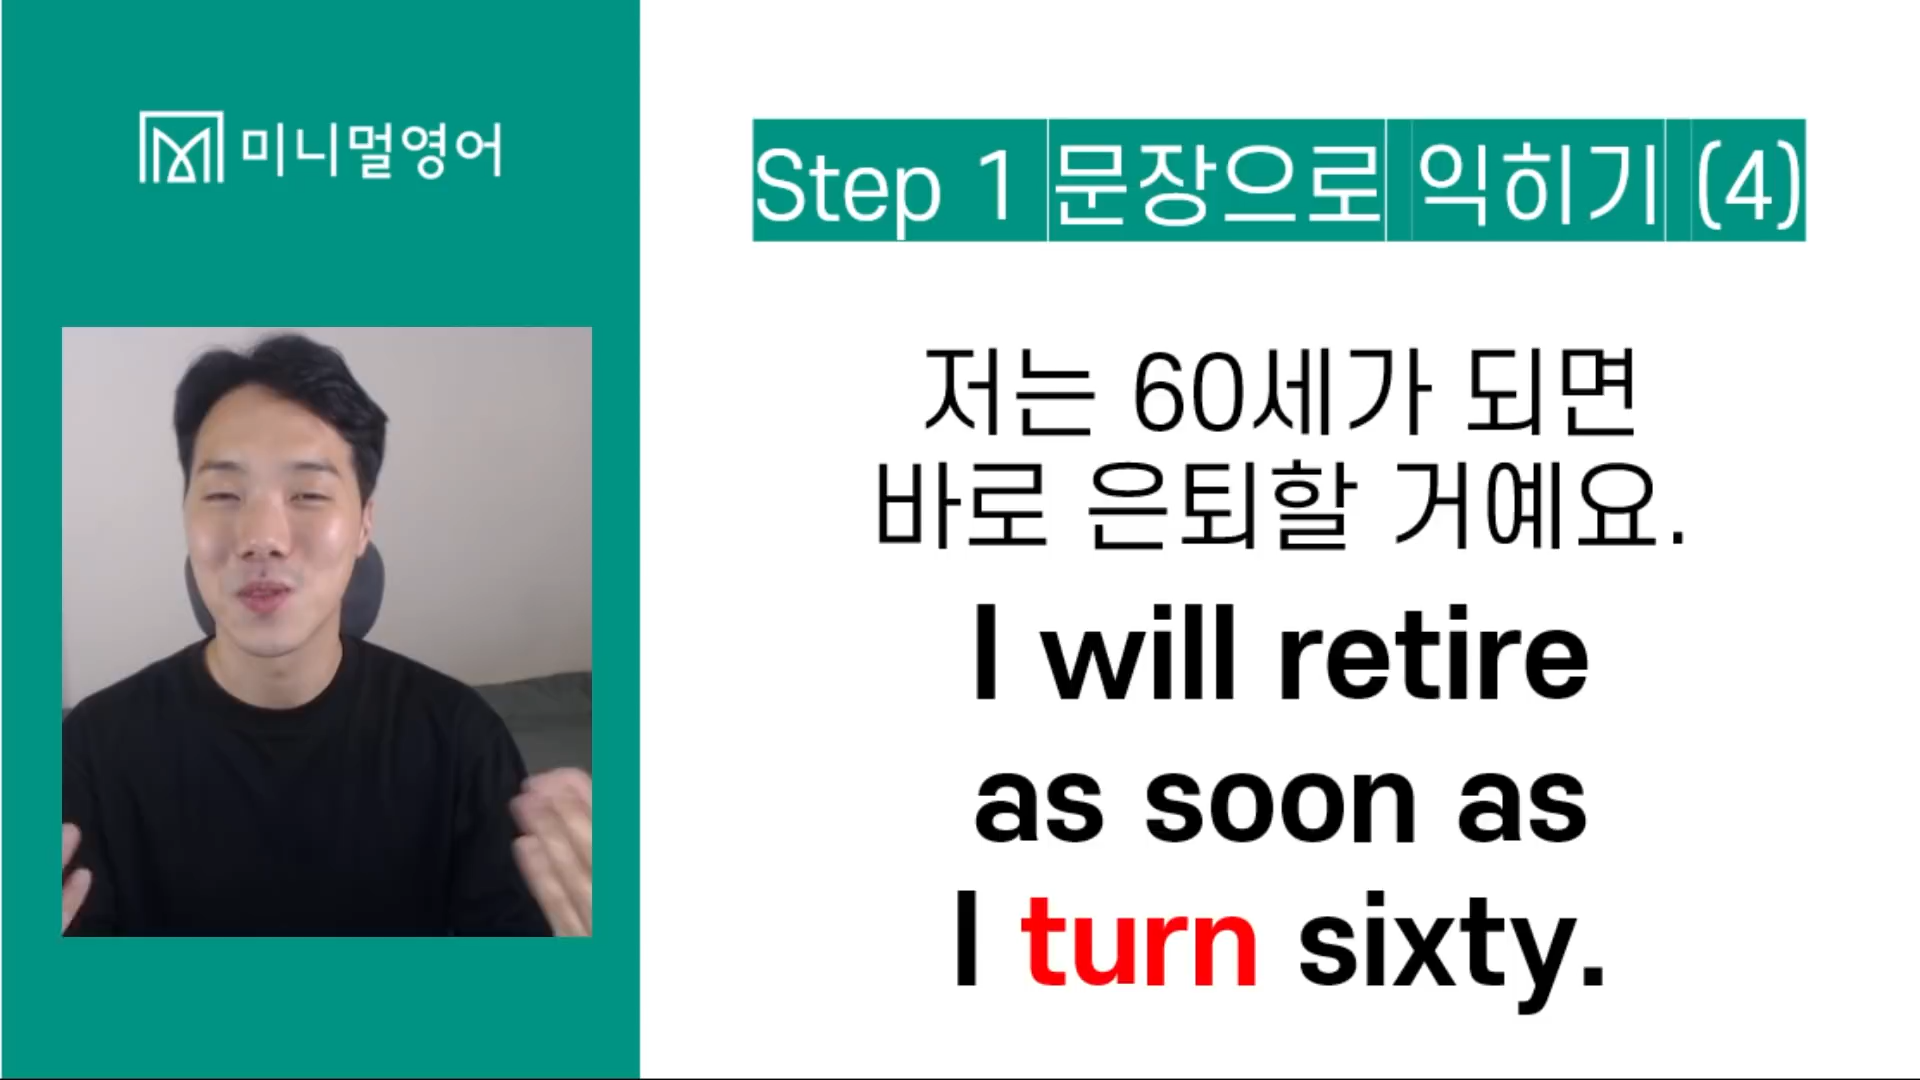 미니멀영어
Step 1 문장으로 익히기 (4)
저는 60세가 되면
바로 은퇴할 거예요.
I will retire
as soon as
I turn sixty.